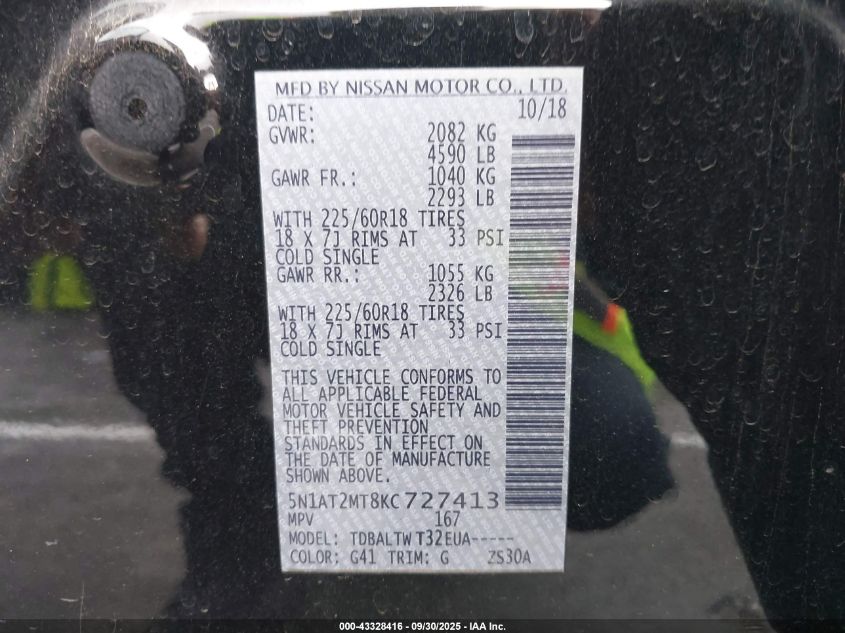 MFD BY NISSAN MOTOR CO., LTD.
DATE: 10/18
GVWR: 2082 KG
4590 LB
GAWR FR.: 1040 KG
2293 LB
WITH 225/60R18 TIRES
18 X 7J RIMS AT 33 PSI
COLD SINGLE
GAWR RR.: 1055 KG
2326 LB
WITH 225/60R18 TIRES
18 X 7J RIMS AT 33 PSI
COLD SINGLE
THIS VEHICLE CONFORMS TO
ALL APPLICABLE FEDERAL
MOTOR VEHICLE SAFETY AND
THEFT PREVENTION
STANDARDS IN EFFECT ON
THE DATE OF MANUFACTURE
SHOWN ABOVE.
5N1AT2MT8KC727413
MPV 167
MODEL: TDBALTW T32EUA-----
COLOR: G41 TRIM: G ZS30A
000-43328416 - 09/30/2025 - IAA Inc.